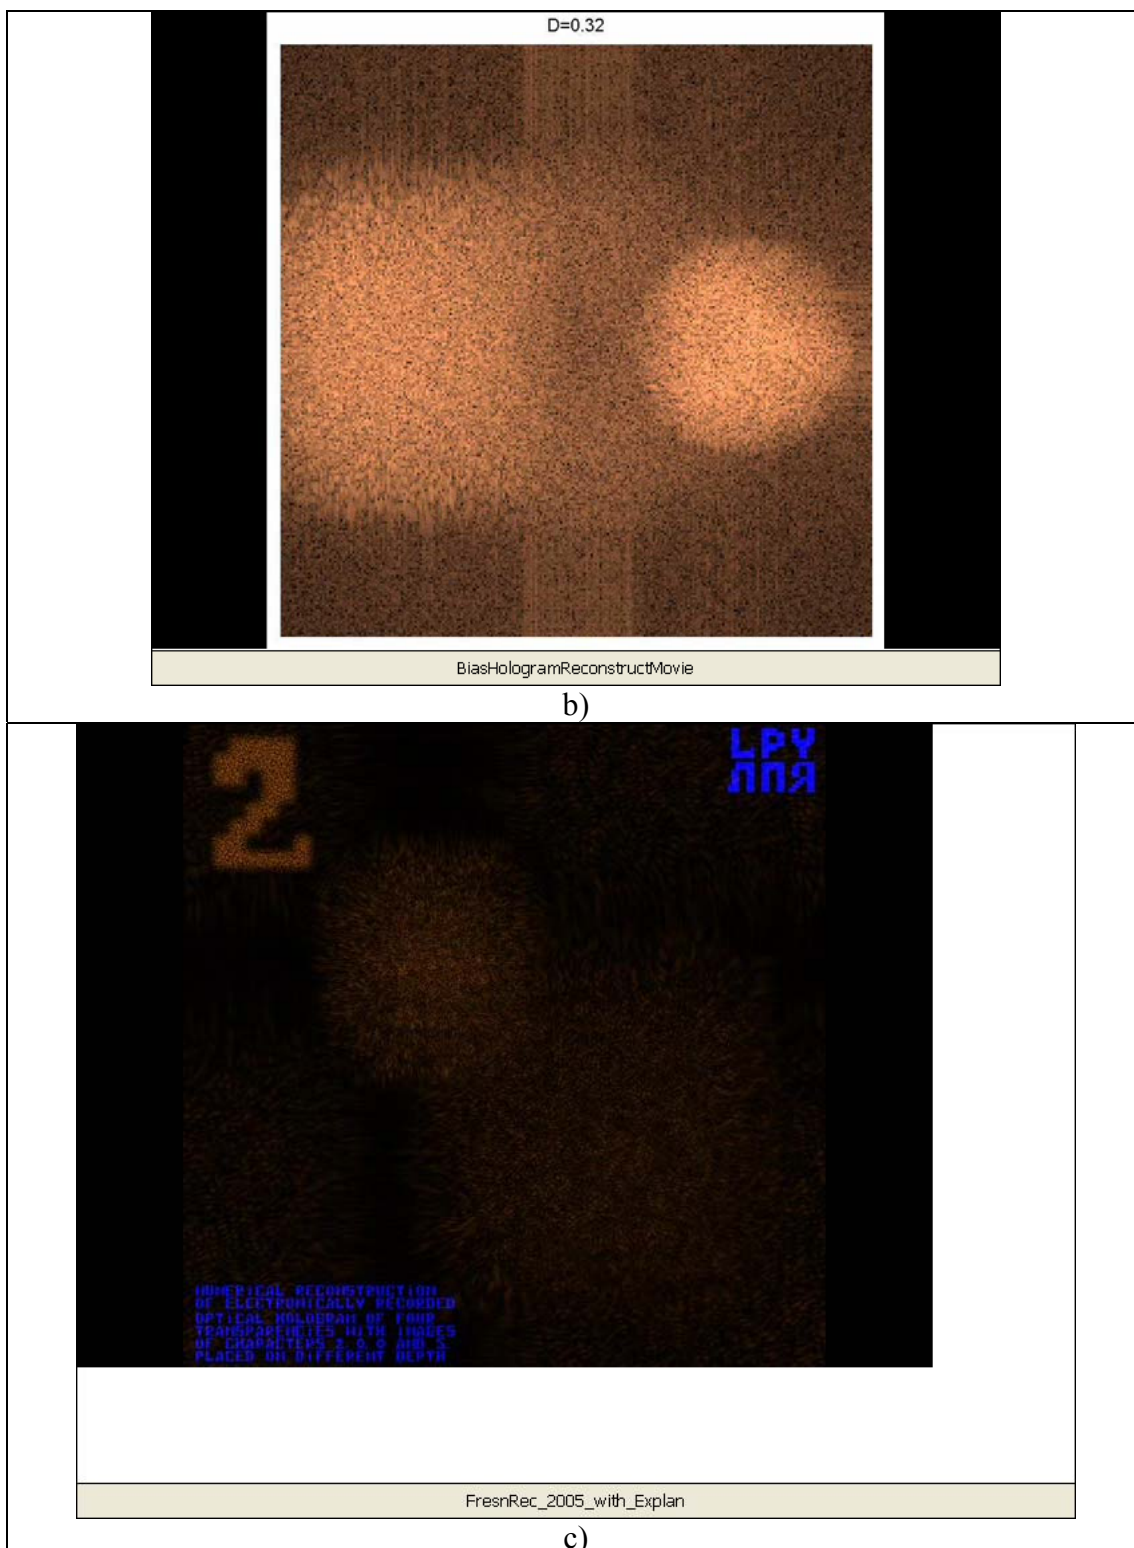 D=0.32
BiasHologramReconstructMovie
b)
2
LPY
ЛПЯ
NUMERICAL RECONSTRUCTION
OF ELECTRONICALLY RECORDED
OPTICAL HOLOGRAM OF FOUR
TRANSPARENCIES WITH IMAGES
OF CHARACTERS 2, 0, 0 AND 5
PLACED ON DIFFERENT DEPTH
FresnRec_2005_with_Explan
c)